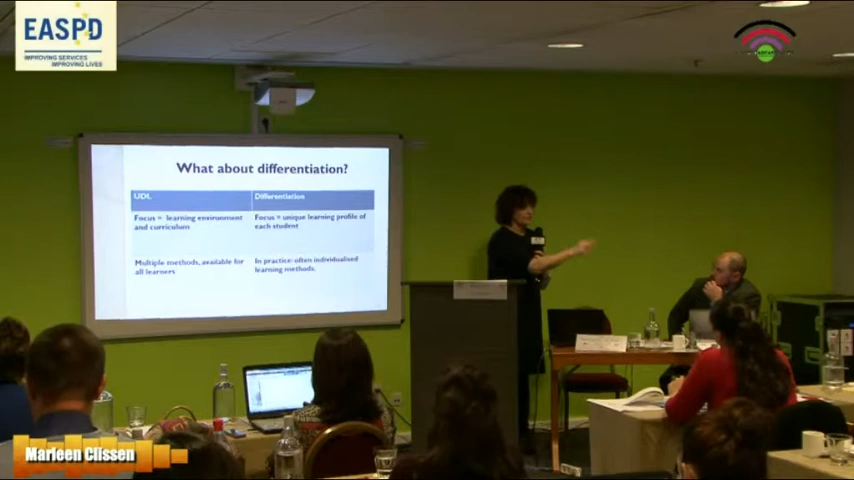 EASPD
IMPROVING SERVICES
IMPROVING LIVES
What about differentiation?
UDL
Differentiation
Focus = learning environment
and curriculum
Focus = unique learning profile of
each student
Multiple methods, available for
all learners
In practice: often individualised
learning methods.
Marleen Clissen